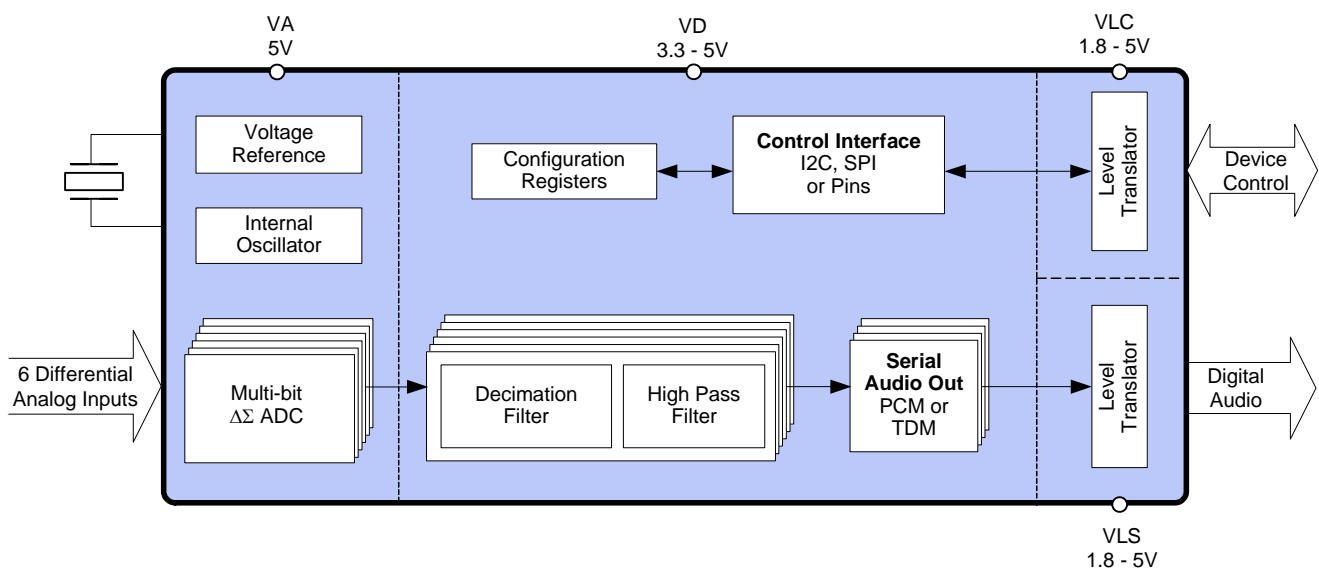 VA
5V
VD
3.3 - 5V
VLC
1.8 - 5V
Voltage
Reference
Internal
Oscillator
Configuration
Registers
Control Interface
I2C, SPI
or Pins
Level
Translator
Device
Control
6 Differential
Analog Inputs
Multi-bit
ΔΣ ADC
Decimation
Filter
High Pass
Filter
Serial
Audio Out
PCM or
TDM
Level
Translator
Digital
Audio
VLS
1.8 - 5V